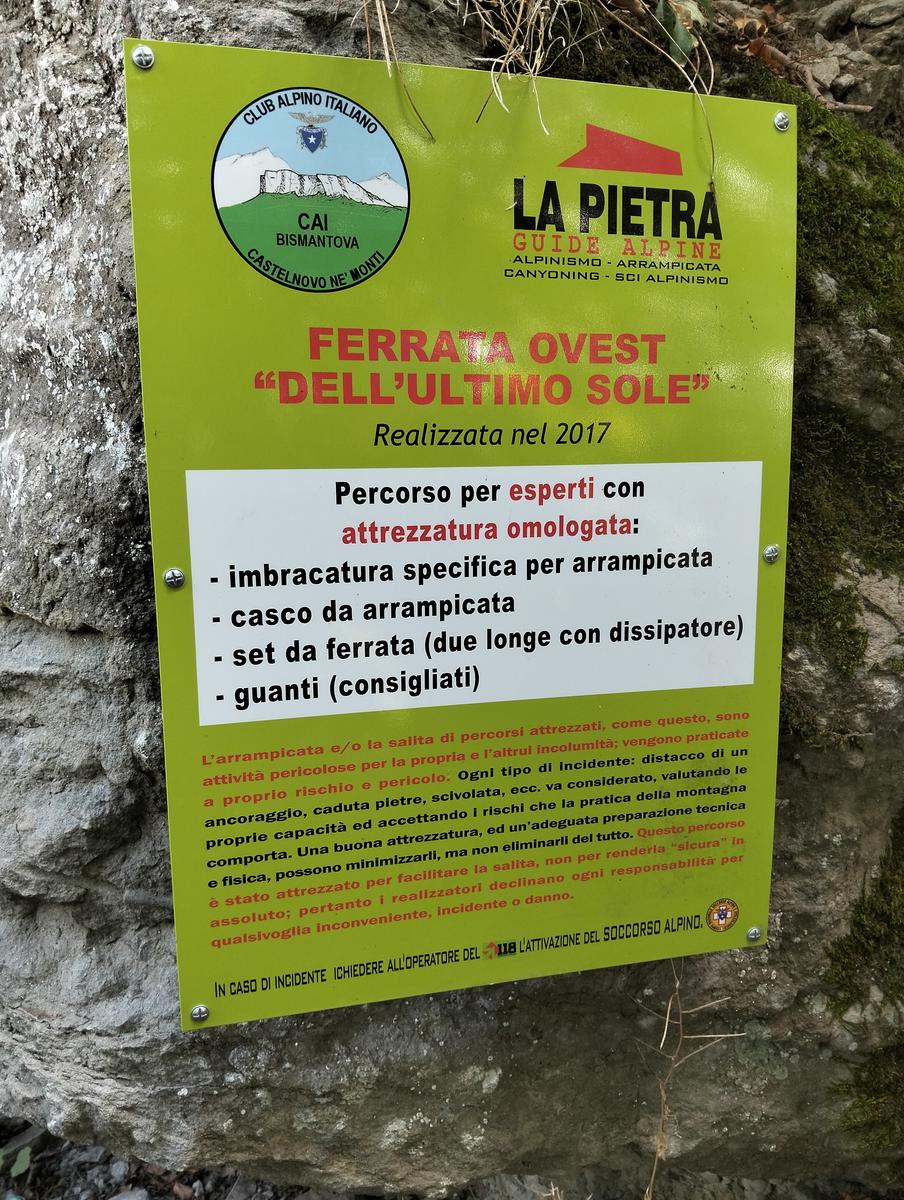 CLUB ALPINO ITALIANO
CAI
BISMANTOVA
CASTELNOVO NE' MONTI
LA PIETRA
GUIDE ALPINE
ALPINISMO - ARRAMPICATA
CANYONING - SCI ALPINISMO
FERRATA OVEST
“DELL’ULTIMO SOLE”
Realizzata nel 2017
Percorso per esperti con
attrezzatura omologata:
- imbracatura specifica per arrampicata
- casco da arrampicata
- set da ferrata (due longe con dissipatore)
- guanti (consigliati)
L’arrampicata e/o la salita di percorsi attrezzati, come questo, sono
attività pericolose per la propria e l’altrui incolumità; vengono praticate
a proprio rischio e pericolo. Ogni tipo di incidente: distacco di un
ancoraggio, caduta pietre, scivolata, ecc. va considerato, valutando le
proprie capacità ed accettando i rischi che la pratica della montagna
comporta. Una buona attrezzatura, ed un’adeguata preparazione tecnica
e fisica, possono minimizzarli, ma non eliminarli del tutto. Questo percorso
è stato attrezzato per facilitare la salita, non per renderla “sicura” in
assoluto; pertanto i realizzatori declinano ogni responsabilità per
qualsivoglia inconveniente, incidente o danno.
IN CASO DI INCIDENTE ICHIEDERE ALL'OPERATORE DEL 118 L'ATTIVAZIONE DEL SOCCORSO ALPINO.